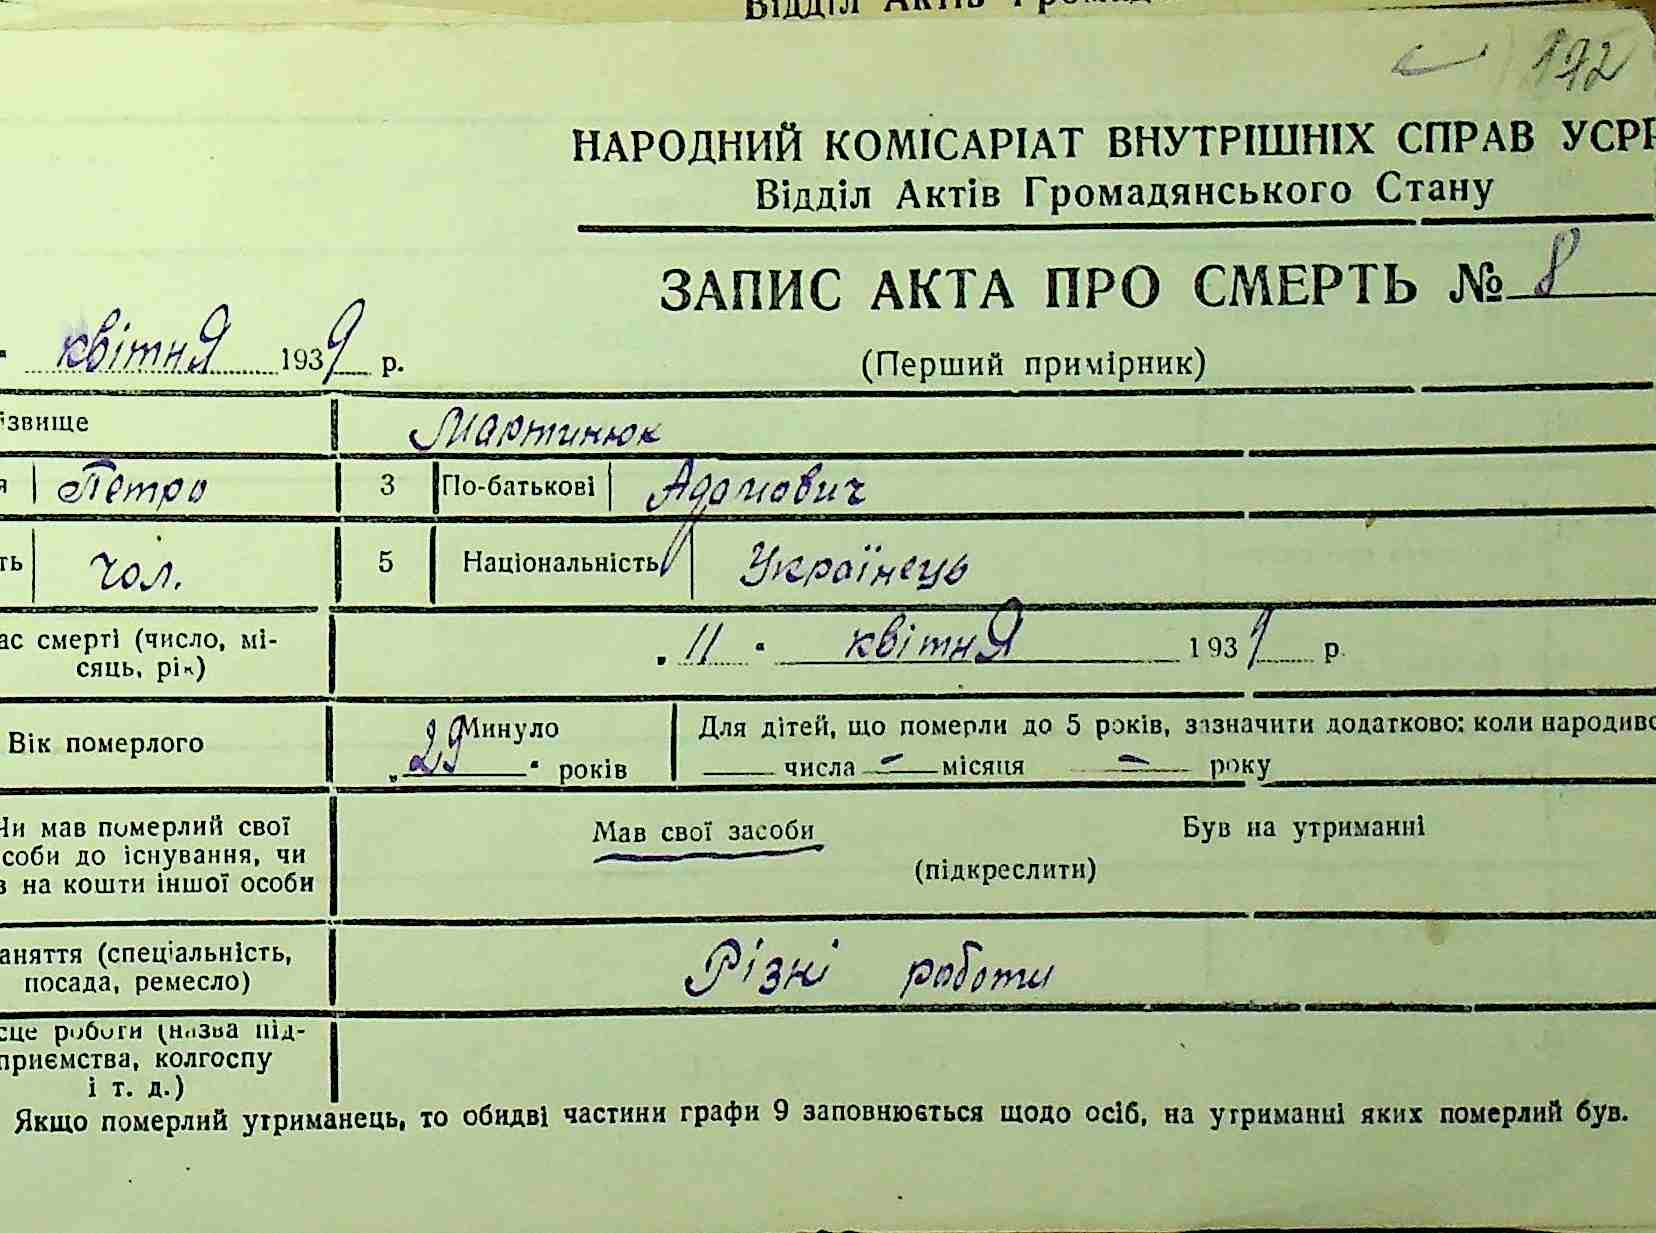 Відділ Актів Громад
172
НАРОДНИЙ КОМІСАРІАТ ВНУТРІШНІХ СПРАВ УСРР
Відділ Актів Громадянського Стану
ЗАПИС АКТА ПРО СМЕРТЬ № 8
квітня 1939 р.
(Перший примірник)
ізвище Мартинюк
я Петро 3 По-батькові Адамович
ть чол. 5 Національність Українець
ас смерті (число, мі-
сяць, рік)
„ 11 " квітня 1939 р.
Вік померлого
Минуло
„ 29 " років
Для дітей, що померли до 5 років, зазначити додатково: коли народивс
числа – місяця – року
Чи мав померлий свої
соби до існування, чи
в на кошти іншої особи
Мав свої засоби Був на утриманні
(підкреслити)
аняття (спеціальність,
посада, ремесло)
Різні роботи
сце роботи (назва під-
приємства, колгоспу
і т. д.)
Якщо померлий утриманець, то обидві частини графи 9 заповнюється щодо осіб, на утриманні яких померлий був.